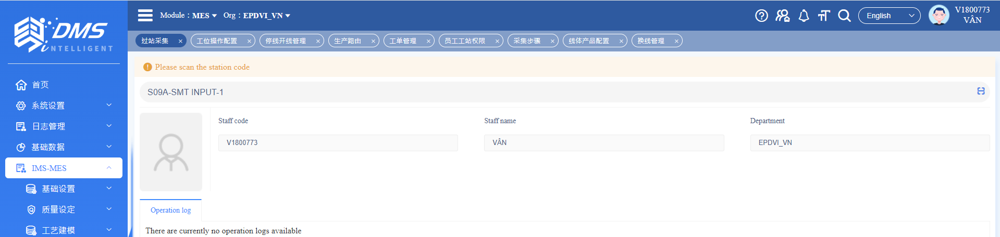 DMS
iNTELLIGENT
首页
系统设置
日志管理
基础数据
IMS-MES
基础设置
质量设定
工艺建模
Module：MES Org：EPDVI_VN
English
V1800773
VÂN
过站采集 × 工位操作配置 × 停线开线管理 × 生产路由 × 工单管理 × 员工工站权限 × 采集步骤 × 线体产品配置 × 换线管理 ×
Please scan the station code
S09A-SMT INPUT-1
Staff code Staff name Department
V1800773 VÂN EPDVI_VN
Operation log
There are currently no operation logs available